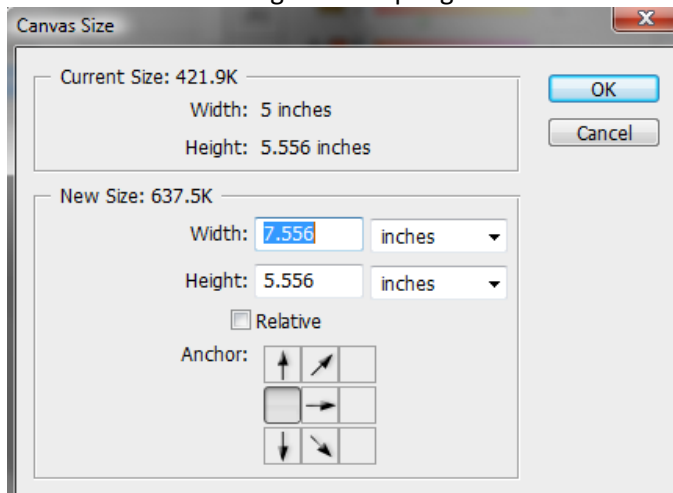 Canvas Size
X
Current Size: 421.9K
OK
Width: 5 inches
Cancel
Height: 5.556 inches
New Size: 637.5K
Width: 7.556 inches
Height: 5.556 inches
Relative
Anchor: